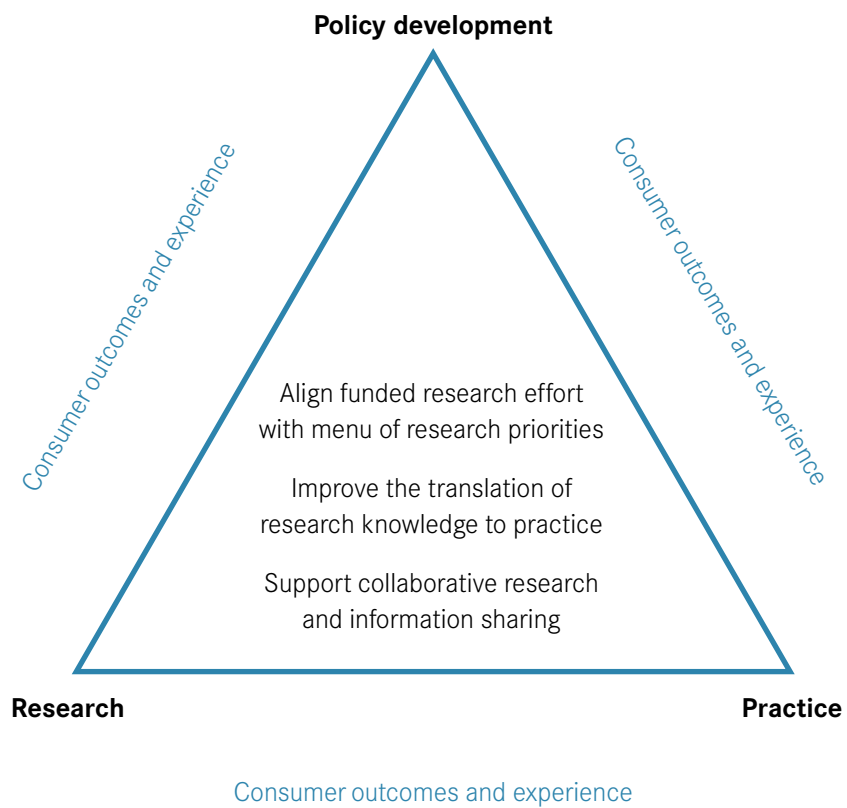 Policy development
Consumer outcomes and experience
Consumer outcomes and experience
Align funded research effort
with menu of research priorities
Improve the translation of
research knowledge to practice
Support collaborative research
and information sharing
Research
Practice
Consumer outcomes and experience